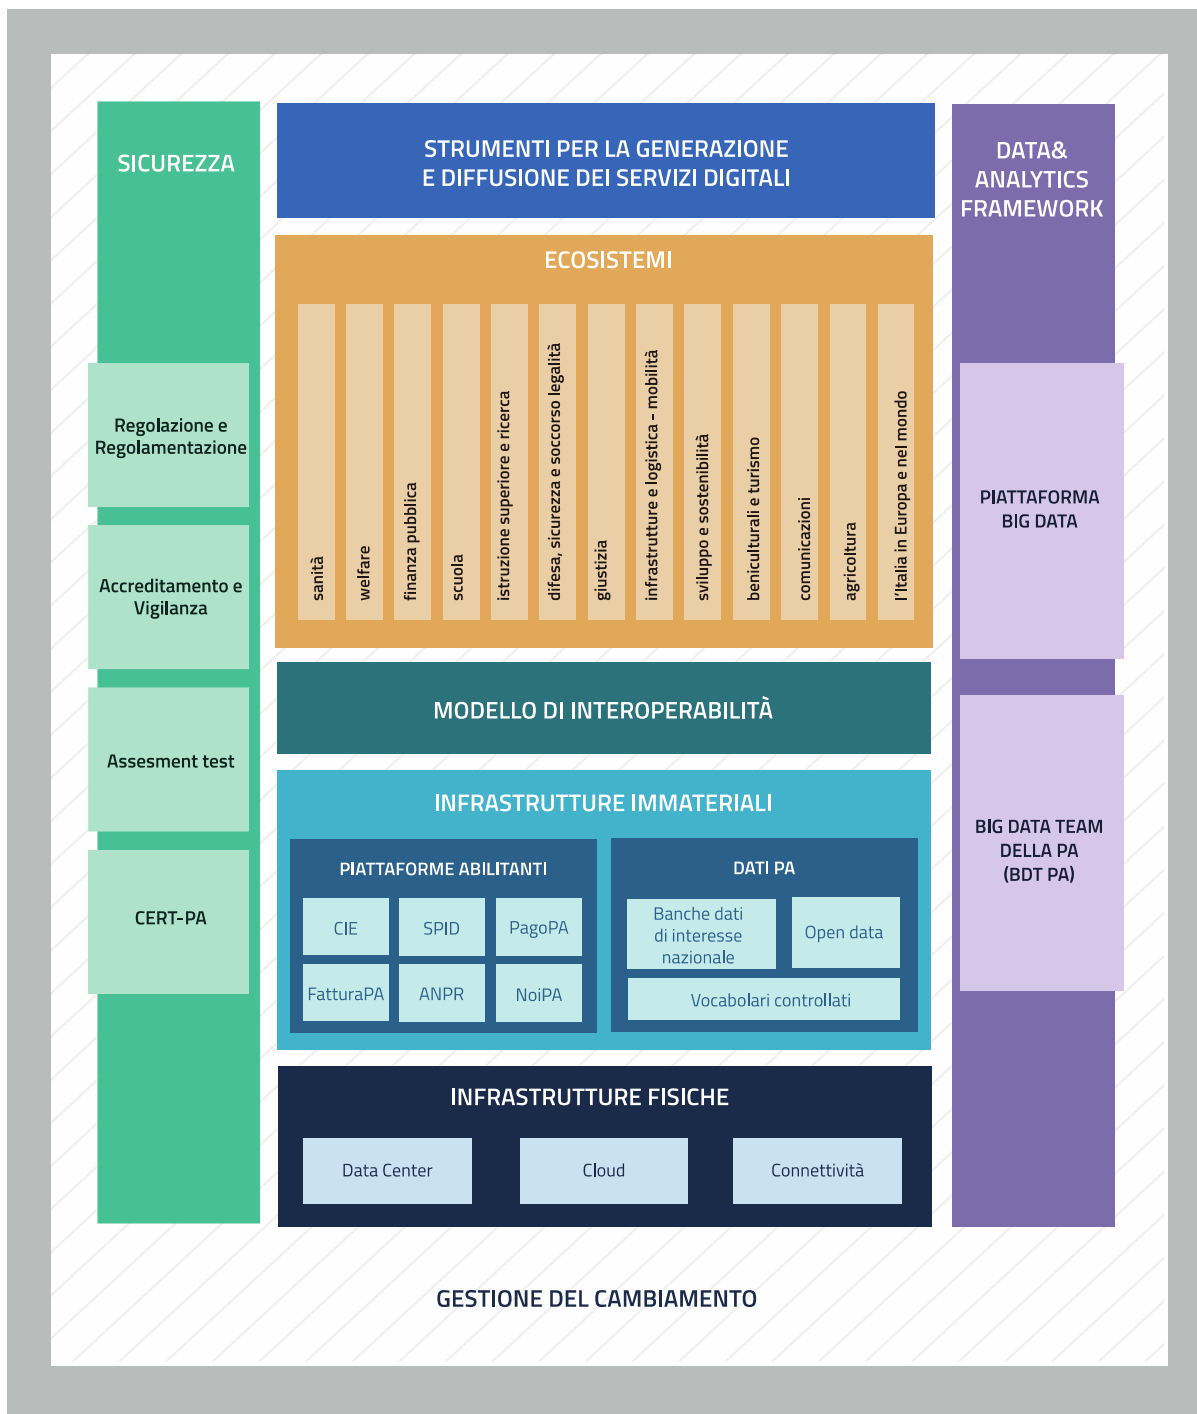 SICUREZZA
Regolazione e
Regolamentazione
Accreditamento e
Vigilanza
Assesment test
CERT-PA
STRUMENTI PER LA GENERAZIONE
E DIFFUSIONE DEI SERVIZI DIGITALI
ECOSISTEMI
sanità
welfare
finanza pubblica
scuola
istruzione superiore e ricerca
difesa, sicurezza e soccorso legalità
giustizia
infrastrutture e logistica - mobilità
sviluppo e sostenibilità
beniculturali e turismo
comunicazioni
agricoltura
l'Italia in Europa e nel mondo
MODELLO DI INTEROPERABILITÀ
INFRASTRUTTURE IMMATERIALI
PIATTAFORME ABILITANTI
CIE
SPID
PagoPA
FatturaPA
ANPR
NoiPA
DATI PA
Banche dati
di interesse
nazionale
Open data
Vocabolari controllati
INFRASTRUTTURE FISICHE
Data Center
Cloud
Connettività
DATA&
ANALYTICS
FRAMEWORK
PIATTAFORMA
BIG DATA
BIG DATA TEAM
DELLA PA
(BDT PA)
GESTIONE DEL CAMBIAMENTO